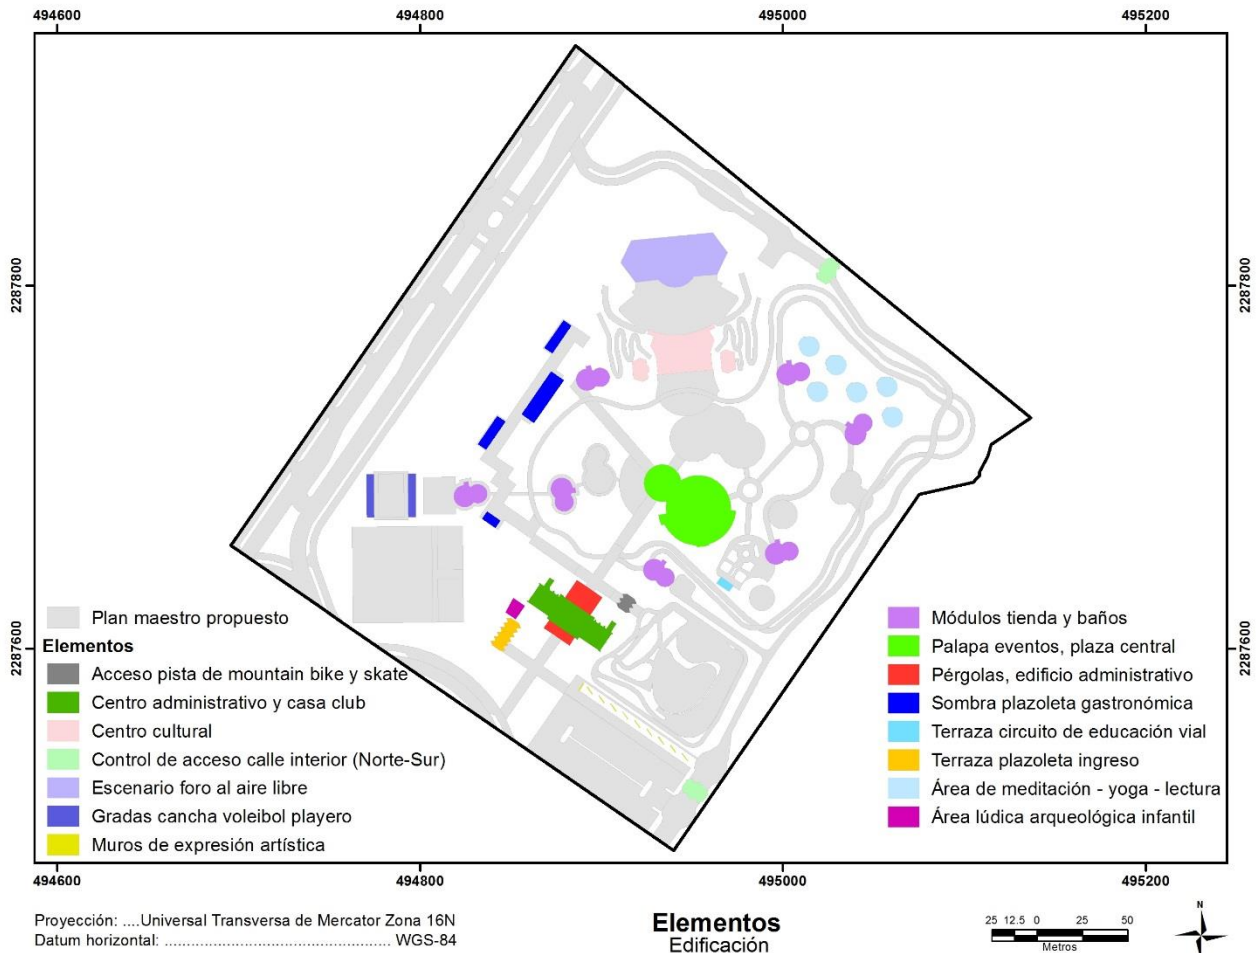 494600 494800 495000 495200
2287800 2287800
2287600 2287600
Plan maestro propuesto
Elementos
Acceso pista de mountain bike y skate
Centro administrativo y casa club
Centro cultural
Control de acceso calle interior (Norte-Sur)
Escenario foro al aire libre
Gradas cancha voleibol playero
Muros de expresión artística
Módulos tienda y baños
Palapa eventos, plaza central
Pérgolas, edificio administrativo
Sombra plazoleta gastronómica
Terraza circuito de educación vial
Terraza plazoleta ingreso
Área de meditación - yoga - lectura
Área lúdica arqueológica infantil
494600 494800 495000 495200
Proyección: ....Universal Transversa de Mercator Zona 16N
Datum horizontal: ............................................ WGS-84
Elementos
Edificación
25 12.5 0 25 50
Metros
N